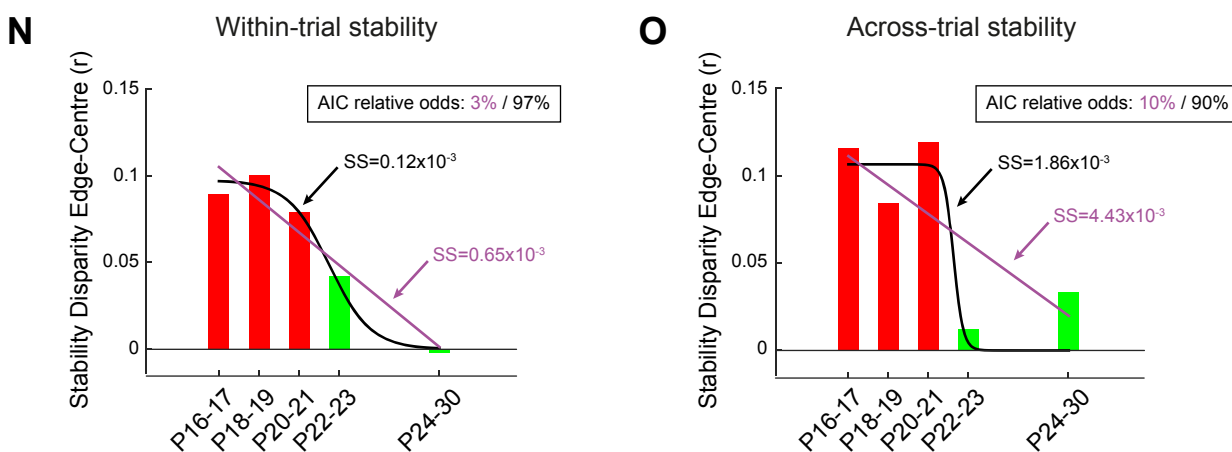 N
Within-trial stability
Stability Disparity Edge-Centre (r)
0.15
0.1
0.05
0
AIC relative odds: 3% / 97%
SS=0.12x10-3
SS=0.65x10-3
P16-17
P18-19
P20-21
P22-23
P24-30
O
Across-trial stability
Stability Disparity Edge-Centre (r)
0.15
0.1
0.05
0
AIC relative odds: 10% / 90%
SS=1.86x10-3
SS=4.43x10-3
P16-17
P18-19
P20-21
P22-23
P24-30